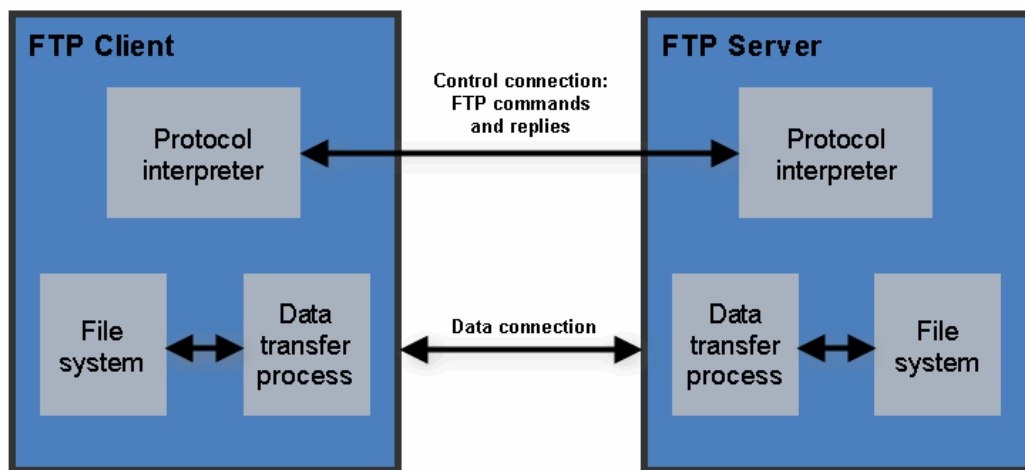 FTP Client
FTP Server
Control connection:
FTP commands
and replies
Protocol
interpreter
Protocol
interpreter
File
system
Data
transfer
process
Data connection
Data
transfer
process
File
system